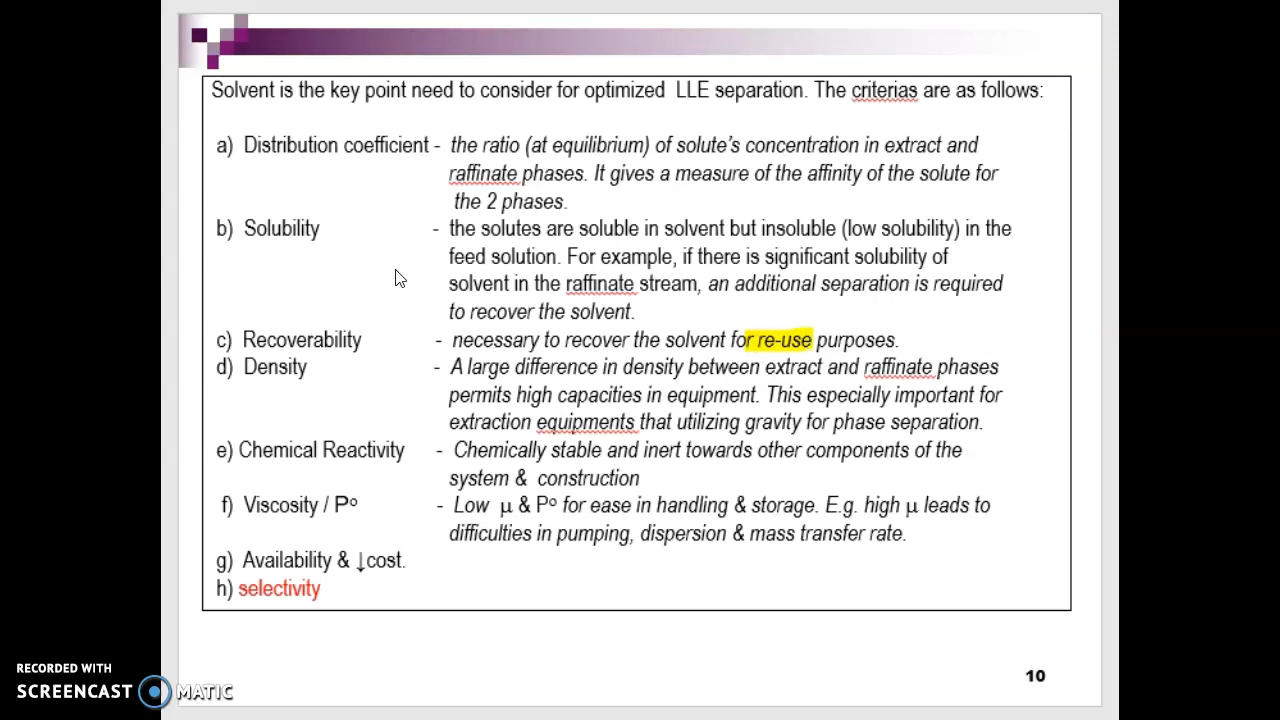 Solvent is the key point need to consider for optimized LLE separation. The criterias are as follows:
a) Distribution coefficient - the ratio (at equilibrium) of solute's concentration in extract and
raffinate phases. It gives a measure of the affinity of the solute for
the 2 phases.
b) Solubility - the solutes are soluble in solvent but insoluble (low solubility) in the
feed solution. For example, if there is significant solubility of
solvent in the raffinate stream, an additional separation is required
to recover the solvent.
c) Recoverability - necessary to recover the solvent for re-use purposes.
d) Density - A large difference in density between extract and raffinate phases
permits high capacities in equipment. This especially important for
extraction equipments that utilizing gravity for phase separation.
e) Chemical Reactivity - Chemically stable and inert towards other components of the
system & construction
f) Viscosity / Pº - Low μ & Pº for ease in handling & storage. E.g. high μ leads to
difficulties in pumping, dispersion & mass transfer rate.
g) Availability & ↓cost.
h) selectivity
10
RECORDED WITH
SCREENCAST MATIC